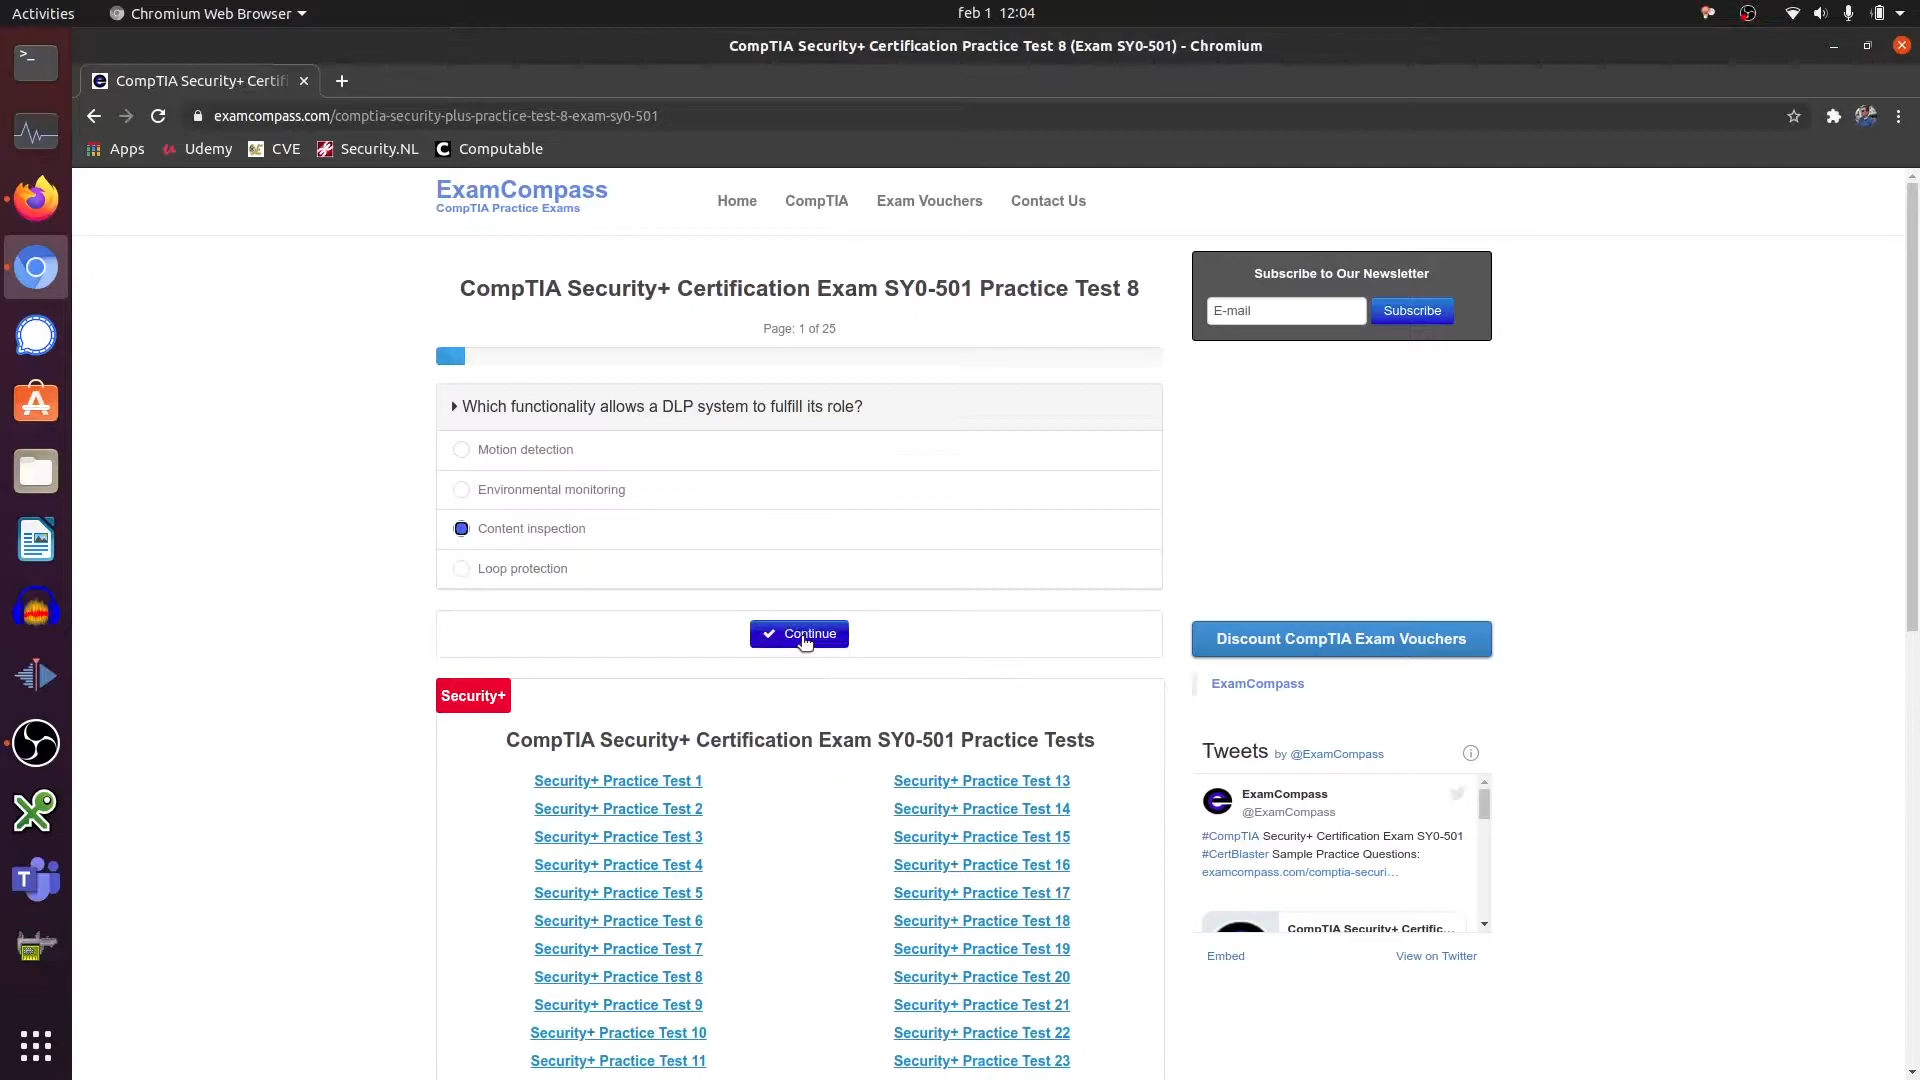 Activities
Chromium Web Browser
feb 1 12:04
CompTIA Security+ Certification Practice Test 8 (Exam SY0-501) - Chromium
CompTIA Security+ Certifi
examcompass.com/comptia-security-plus-practice-test-8-exam-sy0-501
Apps
Udemy
CVE
Security.NL
Computable
ExamCompass
CompTIA Practice Exams
Home
CompTIA
Exam Vouchers
Contact Us
CompTIA Security+ Certification Exam SY0-501 Practice Test 8
Page: 1 of 25
Which functionality allows a DLP system to fulfill its role?
Motion detection
Environmental monitoring
Content inspection
Loop protection
Continue
Subscribe to Our Newsletter
E-mail
Subscribe
Discount CompTIA Exam Vouchers
ExamCompass
Security+
CompTIA Security+ Certification Exam SY0-501 Practice Tests
Security+ Practice Test 1
Security+ Practice Test 2
Security+ Practice Test 3
Security+ Practice Test 4
Security+ Practice Test 5
Security+ Practice Test 6
Security+ Practice Test 7
Security+ Practice Test 8
Security+ Practice Test 9
Security+ Practice Test 10
Security+ Practice Test 11
Security+ Practice Test 13
Security+ Practice Test 14
Security+ Practice Test 15
Security+ Practice Test 16
Security+ Practice Test 17
Security+ Practice Test 18
Security+ Practice Test 19
Security+ Practice Test 20
Security+ Practice Test 21
Security+ Practice Test 22
Security+ Practice Test 23
Tweets by @ExamCompass
ExamCompass
@ExamCompass
#CompTIA Security+ Certification Exam SY0-501
#CertBlaster Sample Practice Questions:
examcompass.com/comptia-securi…
CompTIA Security+ Certific...
Embed
View on Twitter